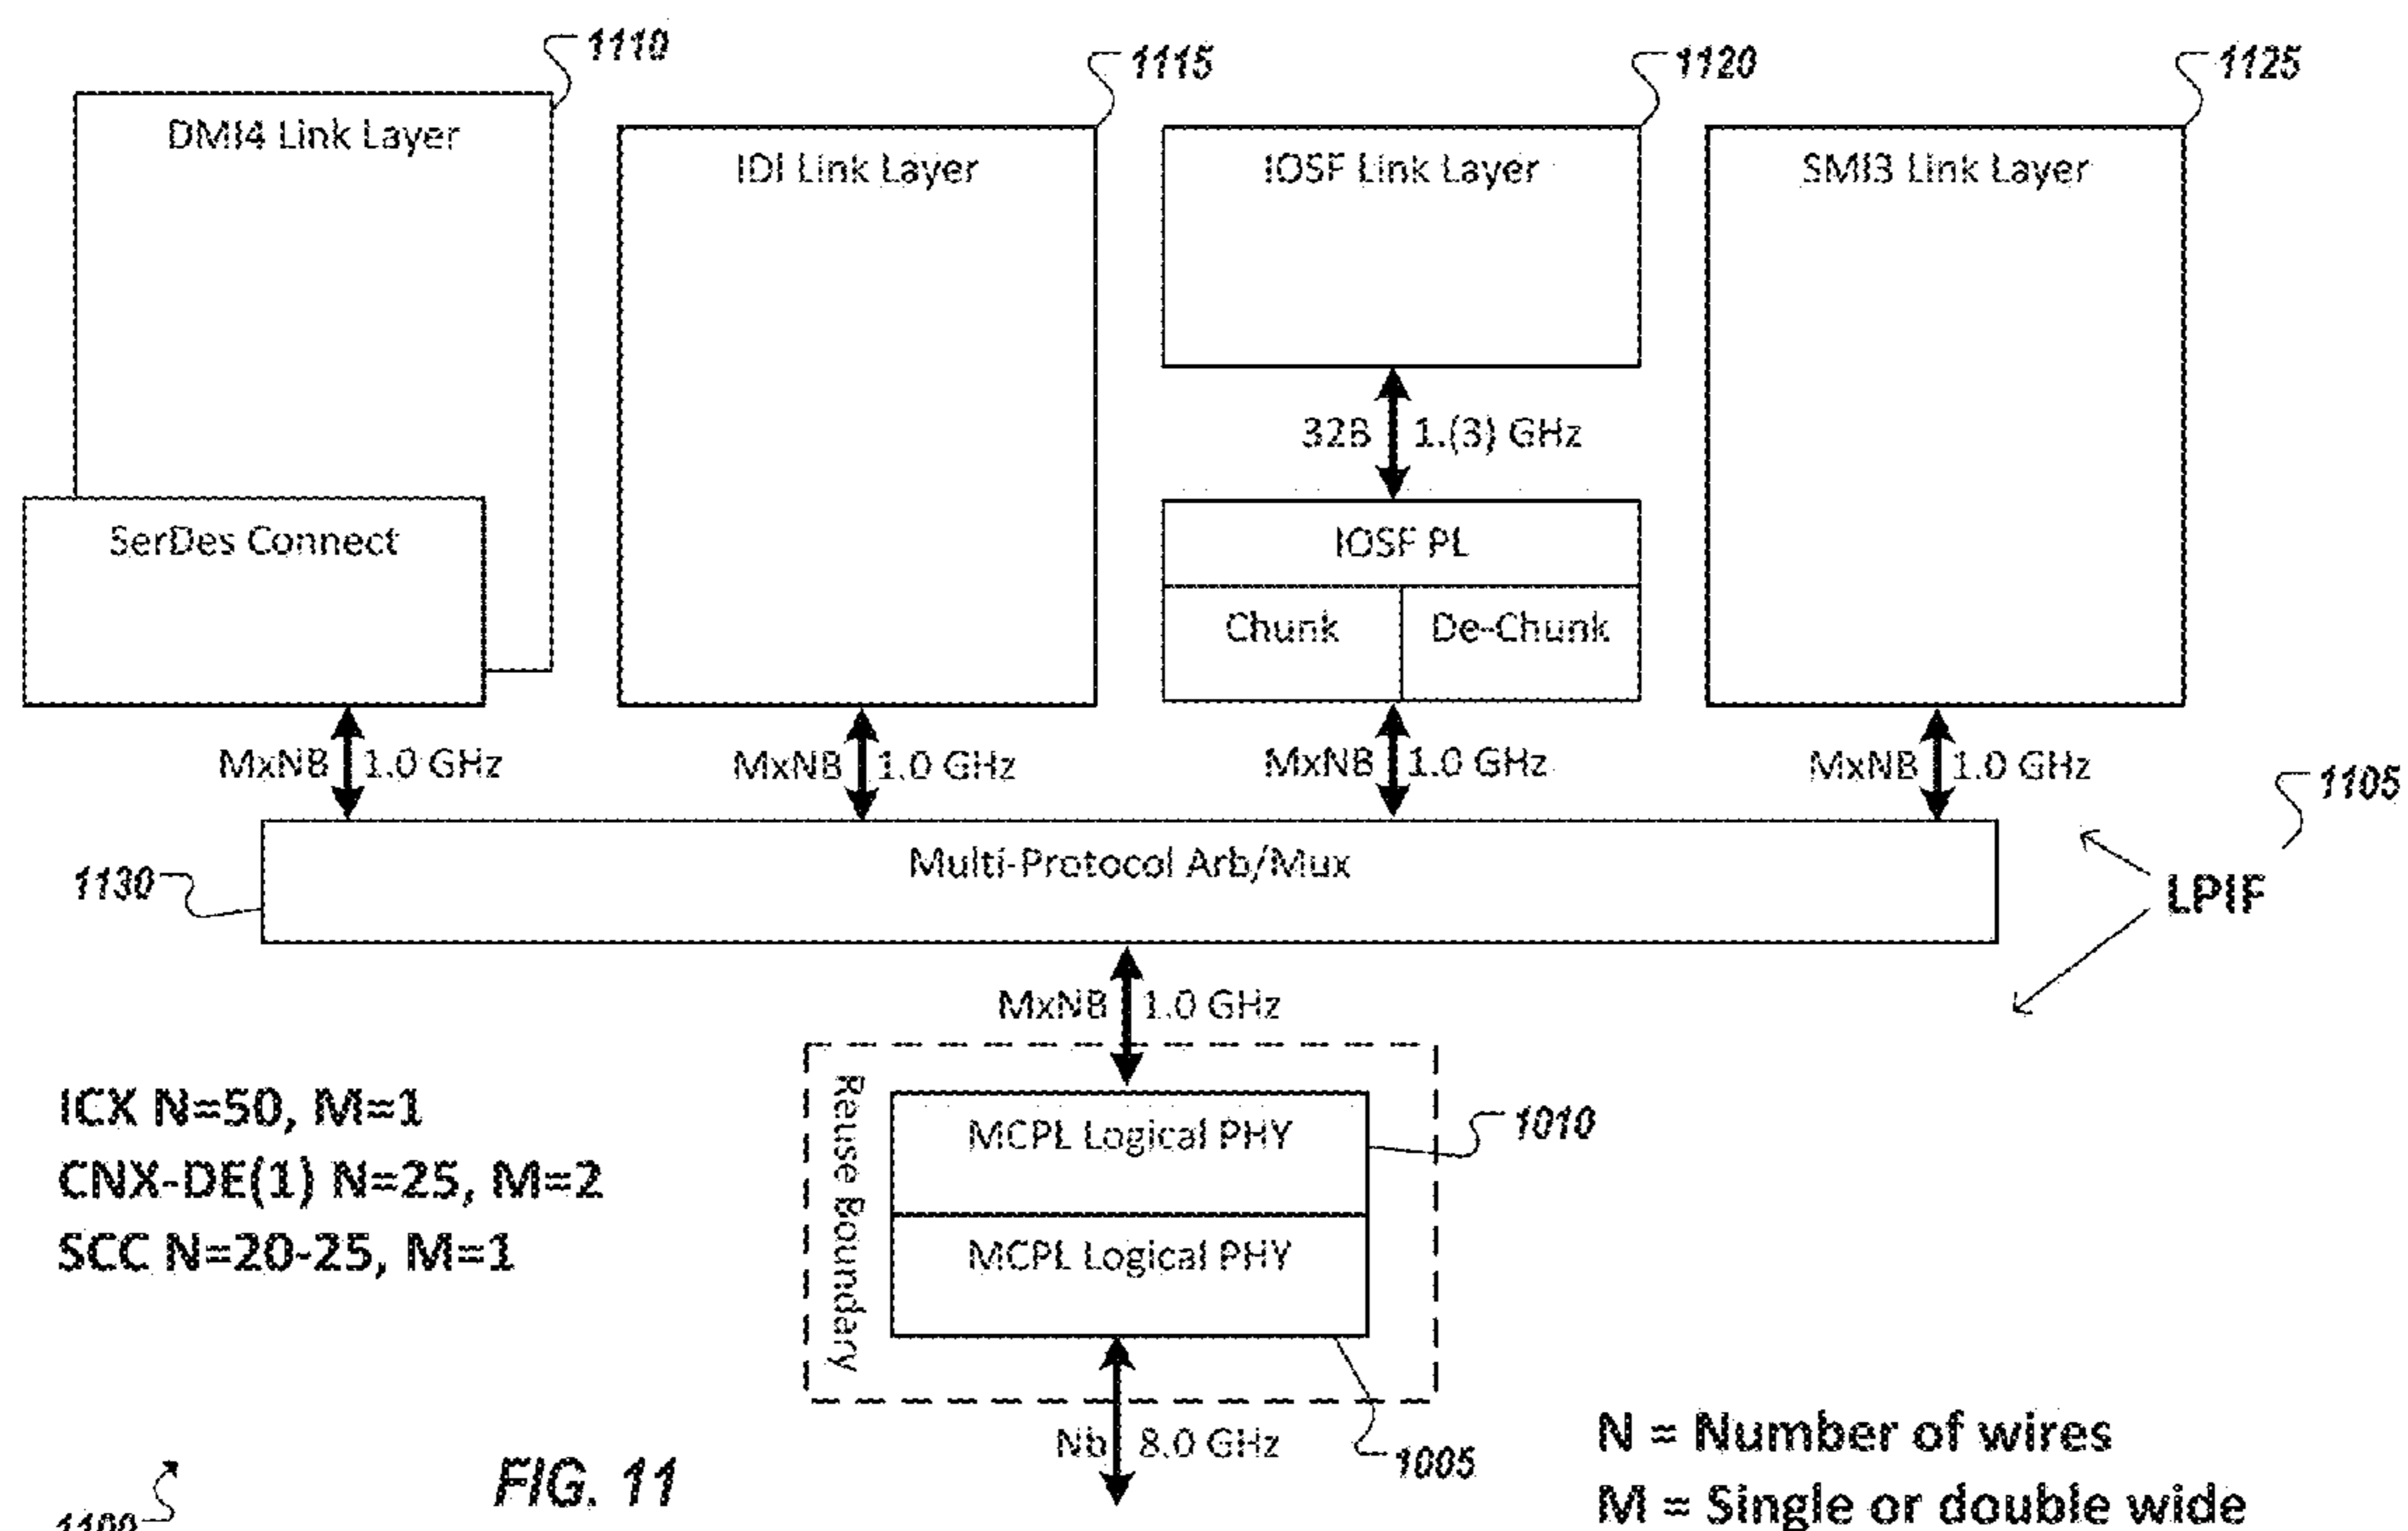 1110
1115
1120
1125
DMI4 Link Layer
IDI Link Layer
IOSF Link Layer
SMI3 Link Layer
32B 1.(3) GHz
SerDes Connect
IOSF PL
Chunk De-Chunk
MxNB 1.0 GHz
MxNB 1.0 GHz
MxNB 1.0 GHz
MxNB 1.0 GHz
1105
Multi-Protocol Arb/Mux
1130
LPIF
MxNB 1.0 GHz
ICX N=50, M=1
CNX-DE(1) N=25, M=2
SCC N=20-25, M=1
Reuse Boundary
MCPL Logical PHY
1010
MCPL Logical PHY
Nb 8.0 GHz
1005
N = Number of wires
M = Single or double wide
FIG. 11
1100